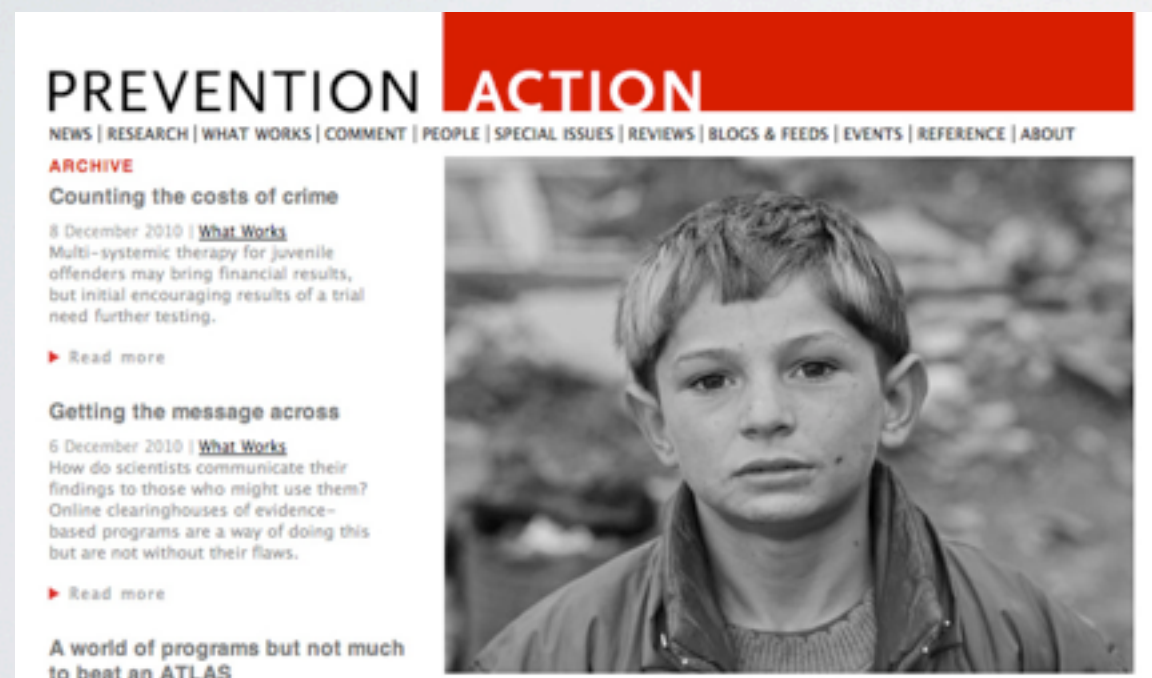 PREVENTION ACTION
NEWS | RESEARCH | WHAT WORKS | COMMENT | PEOPLE | SPECIAL ISSUES | REVIEWS | BLOGS & FEEDS | EVENTS | REFERENCE | ABOUT
ARCHIVE
Counting the costs of crime
8 December 2010 | What Works
Multi-systemic therapy for juvenile
offenders may bring financial results,
but initial encouraging results of a trial
need further testing.
Read more
Getting the message across
6 December 2010 | What Works
How do scientists communicate their
findings to those who might use them?
Online clearinghouses of evidence-
based programs are a way of doing this
but are not without their flaws.
Read more
A world of programs but not much
to beat an ATLAS